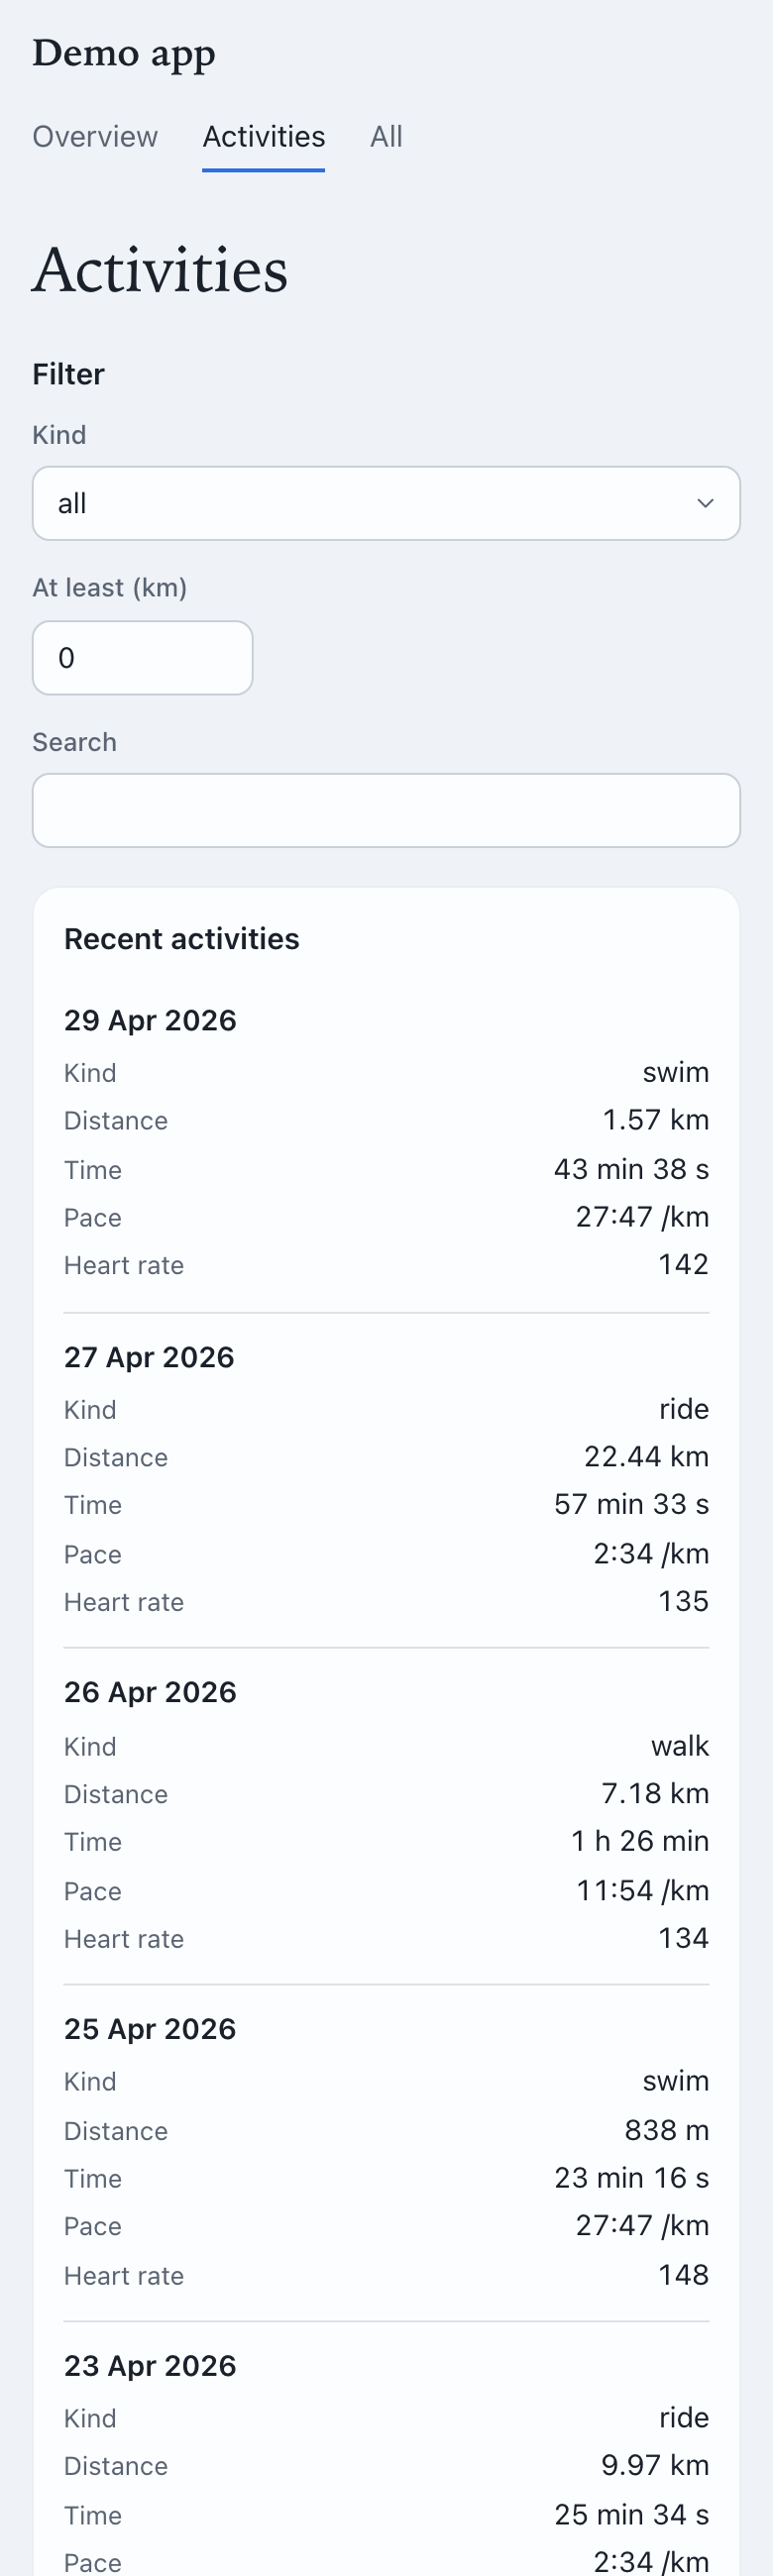 Demo app
Overview Activities All
Activities
Filter
Kind
all
At least (km)
0
Search
Recent activities
29 Apr 2026
Kind swim
Distance 1.57 km
Time 43 min 38 s
Pace 27:47 /km
Heart rate 142
27 Apr 2026
Kind ride
Distance 22.44 km
Time 57 min 33 s
Pace 2:34 /km
Heart rate 135
26 Apr 2026
Kind walk
Distance 7.18 km
Time 1 h 26 min
Pace 11:54 /km
Heart rate 134
25 Apr 2026
Kind swim
Distance 838 m
Time 23 min 16 s
Pace 27:47 /km
Heart rate 148
23 Apr 2026
Kind ride
Distance 9.97 km
Time 25 min 34 s
Pace 2:34 /km